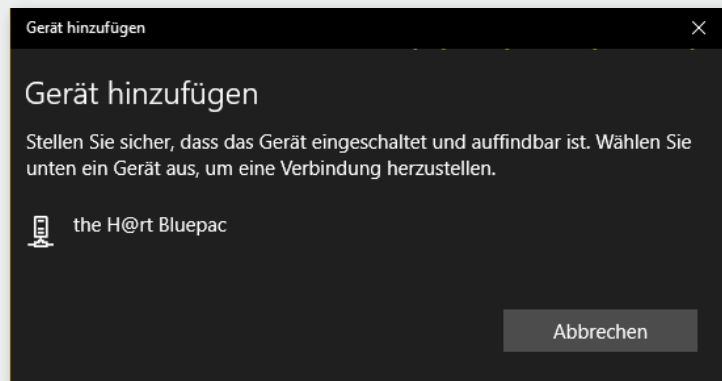 Gerät hinzufügen
Gerät hinzufügen
Stellen Sie sicher, dass das Gerät eingeschaltet und auffindbar ist. Wählen Sie
unten ein Gerät aus, um eine Verbindung herzustellen.
the H@rt Bluepac
Abbrechen